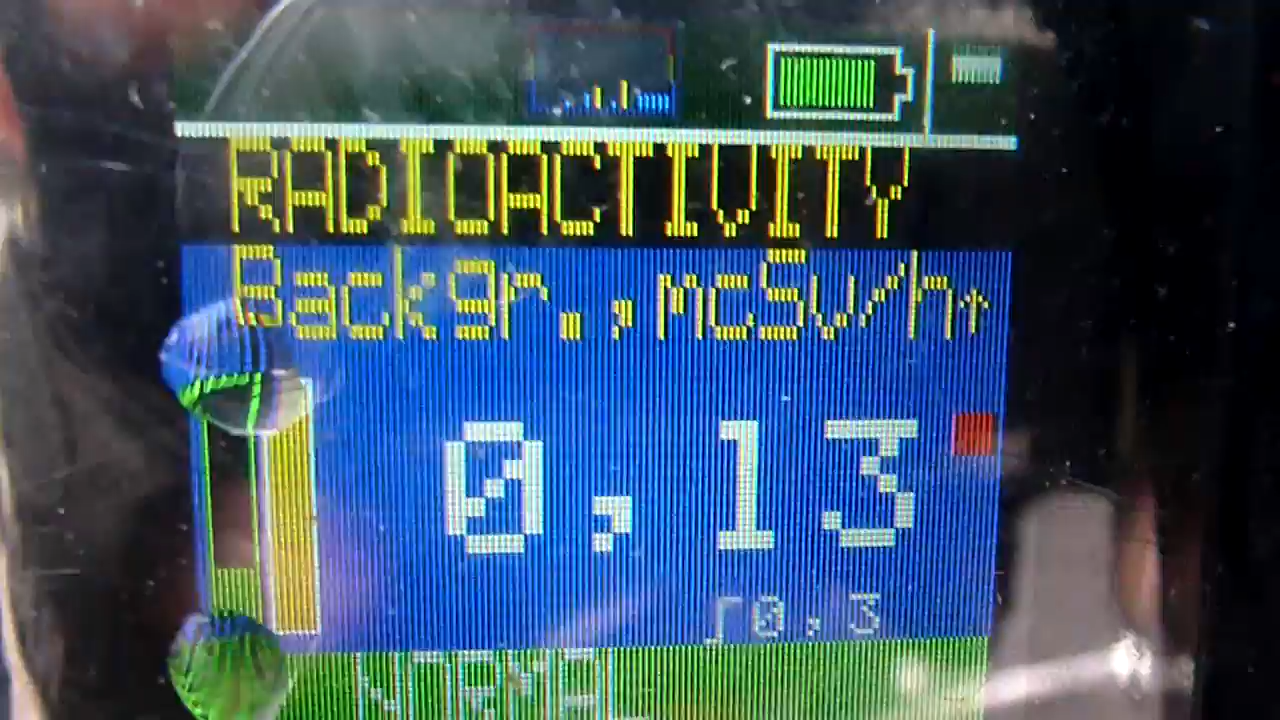 RADIOACTIVITY
Backgr., mcSv/h↑
0,13
∫0,3
NORMAL